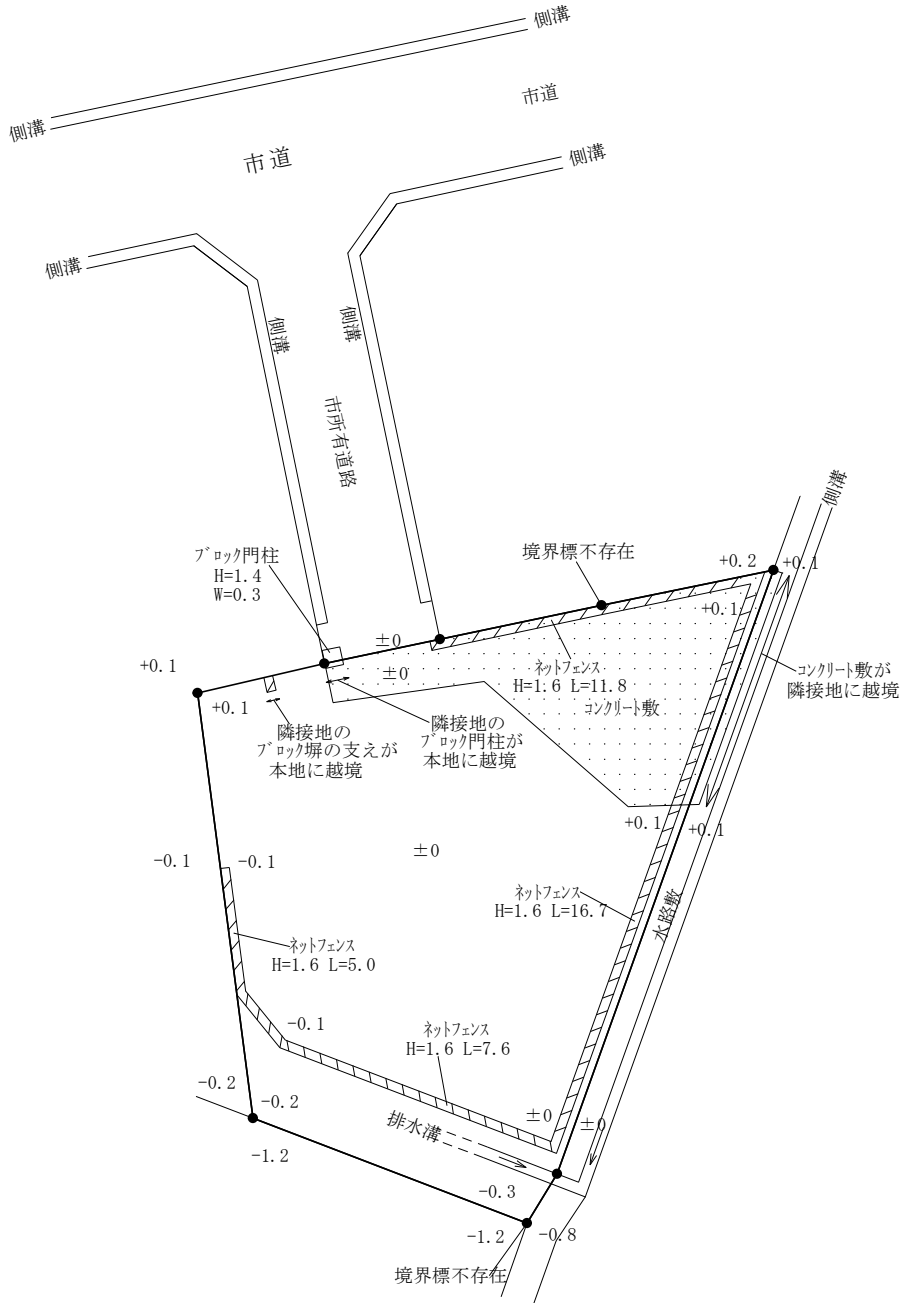 側溝
市道
側溝
市道
側溝
側溝
側溝
側溝
市所有道路
側溝
ブロック門柱
H=1.4
W=0.3
境界標不存在
+0.2
+0.1
+0.1
±0
±0
ネットフェンス
H=1.6 L=11.8
コンクリート敷
コンクリート敷が
隣接地に越境
+0.1
+0.1
隣接地の
ブロック塀の支えが
本地に越境
隣接地の
ブロック門柱が
本地に越境
+0.1
+0.1
±0
-0.1
-0.1
ネットフェンス
H=1.6 L=16.7
水路敷
ネットフェンス
H=1.6 L=5.0
-0.1
ネットフェンス
H=1.6 L=7.6
-0.2
-0.2
±0
±0
排水溝
-1.2
-0.3
-1.2
-0.8
境界標不存在